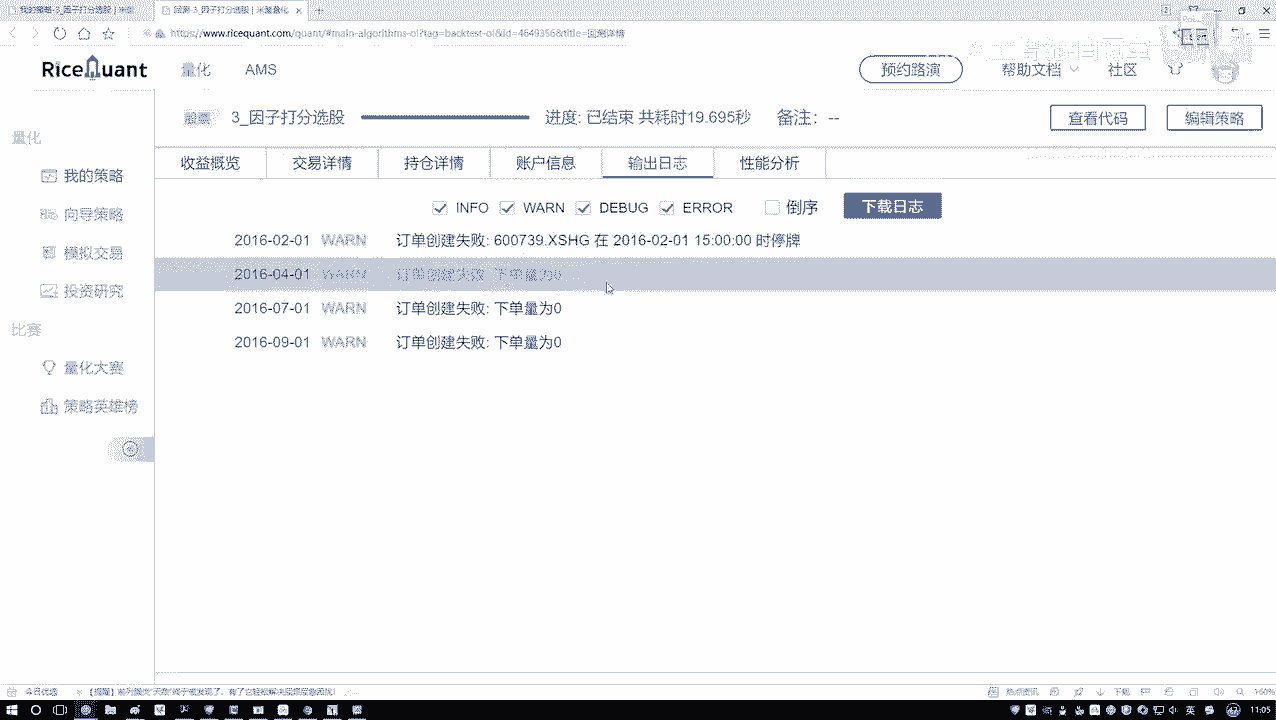 我的策略-3_因子打分选股 | 米筐
回测-3_因子打分选股 | 米筐量化
https://www.ricequant.com/quant/#main-algorithms-ol?tag=backtest-ol&id=4649356&title=回测详情
RiceQuant 量化 AMS 预约路演 帮助文档 社区
股票 3_因子打分选股 进度: 已结束 共耗时19.695秒 备注: -- 查看代码 编辑策略
量化
我的策略
向导策略
模拟交易
投资研究
比赛
量化大赛
策略英雄榜
收益概览 交易详情 持仓详情 账户信息 输出日志 性能分析
INFO WARN DEBUG ERROR 倒序 下载日志
2016-02-01 WARN 订单创建失败: 600739.XSHG 在 2016-02-01 15:00:00 时停牌
2016-04-01 WARN 订单创建失败: 下单量为0
2016-07-01 WARN 订单创建失败: 下单量为0
2016-09-01 WARN 订单创建失败: 下单量为0
今日优选
热点资讯 下载 100%
英 11:05